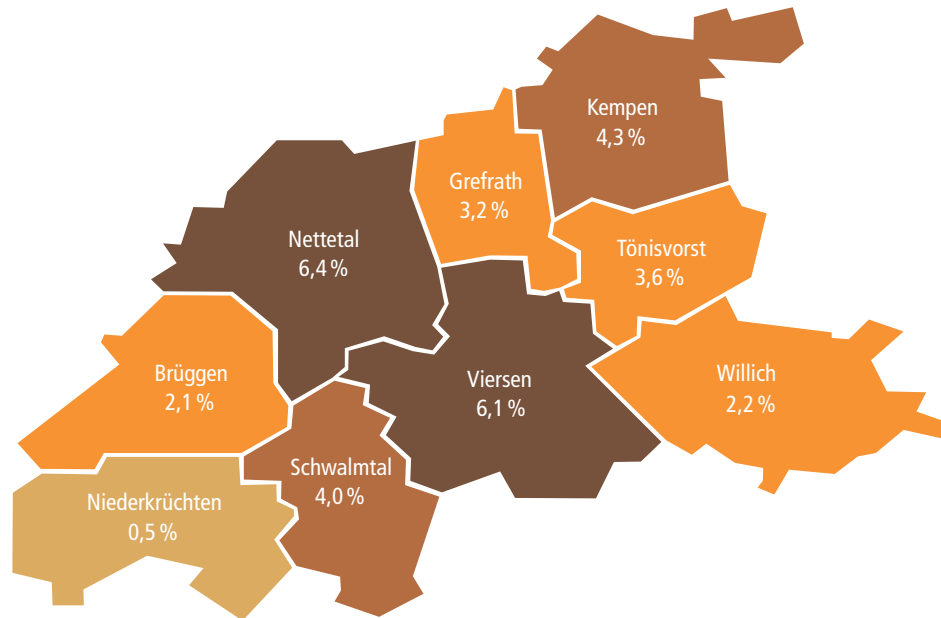 Kempen
4,3 %
Grefrath
3,2 %
Nettetal
6,4 %
Tönisvorst
3,6 %
Brüggen
2,1 %
Viersen
6,1 %
Willich
2,2 %
Schwalmtal
4,0 %
Niederkrüchten
0,5 %